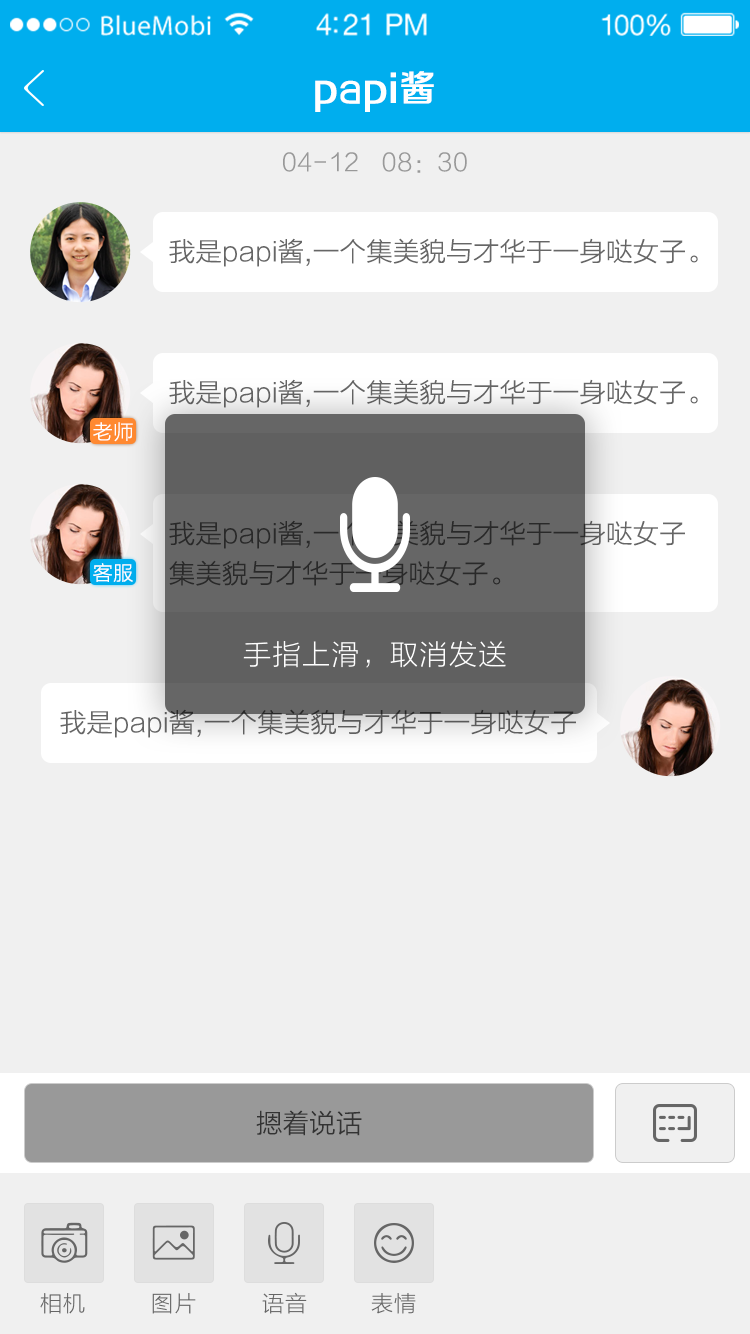 BlueMobi 4:21 PM 100%
papi酱
04-12 08：30
我是papi酱,一个集美貌与才华于一身哒女子。
我是papi酱,一个集美貌与才华于一身哒女子。
老师
我是papi酱,一个集美貌与才华于一身哒女子
集美貌与才华于一身哒女子。
客服
手指上滑，取消发送
我是papi酱,一个集美貌与才华于一身哒女子
摁着说话
相机 图片 语音 表情